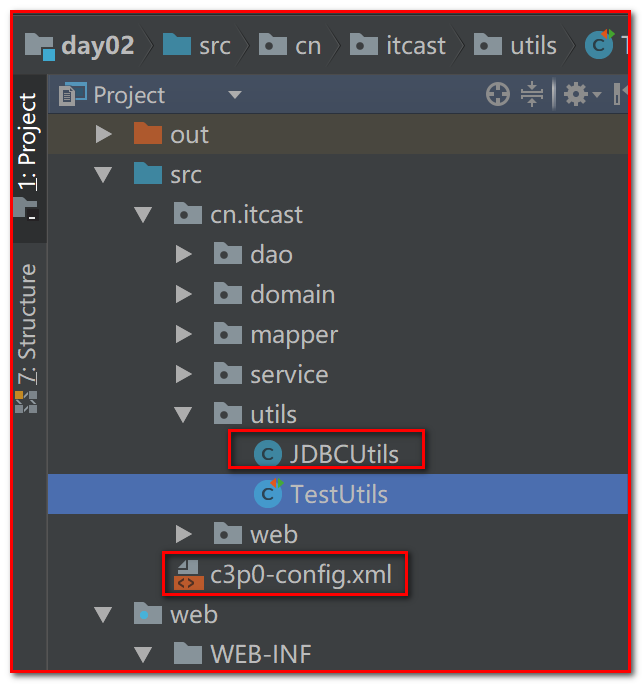 day02 src cn itcast utils
Project
1: Project
out
src
cn.itcast
dao
domain
mapper
service
7: Structure
utils
JDBCUtils
TestUtils
web
c3p0-config.xml
web
WEB-INF